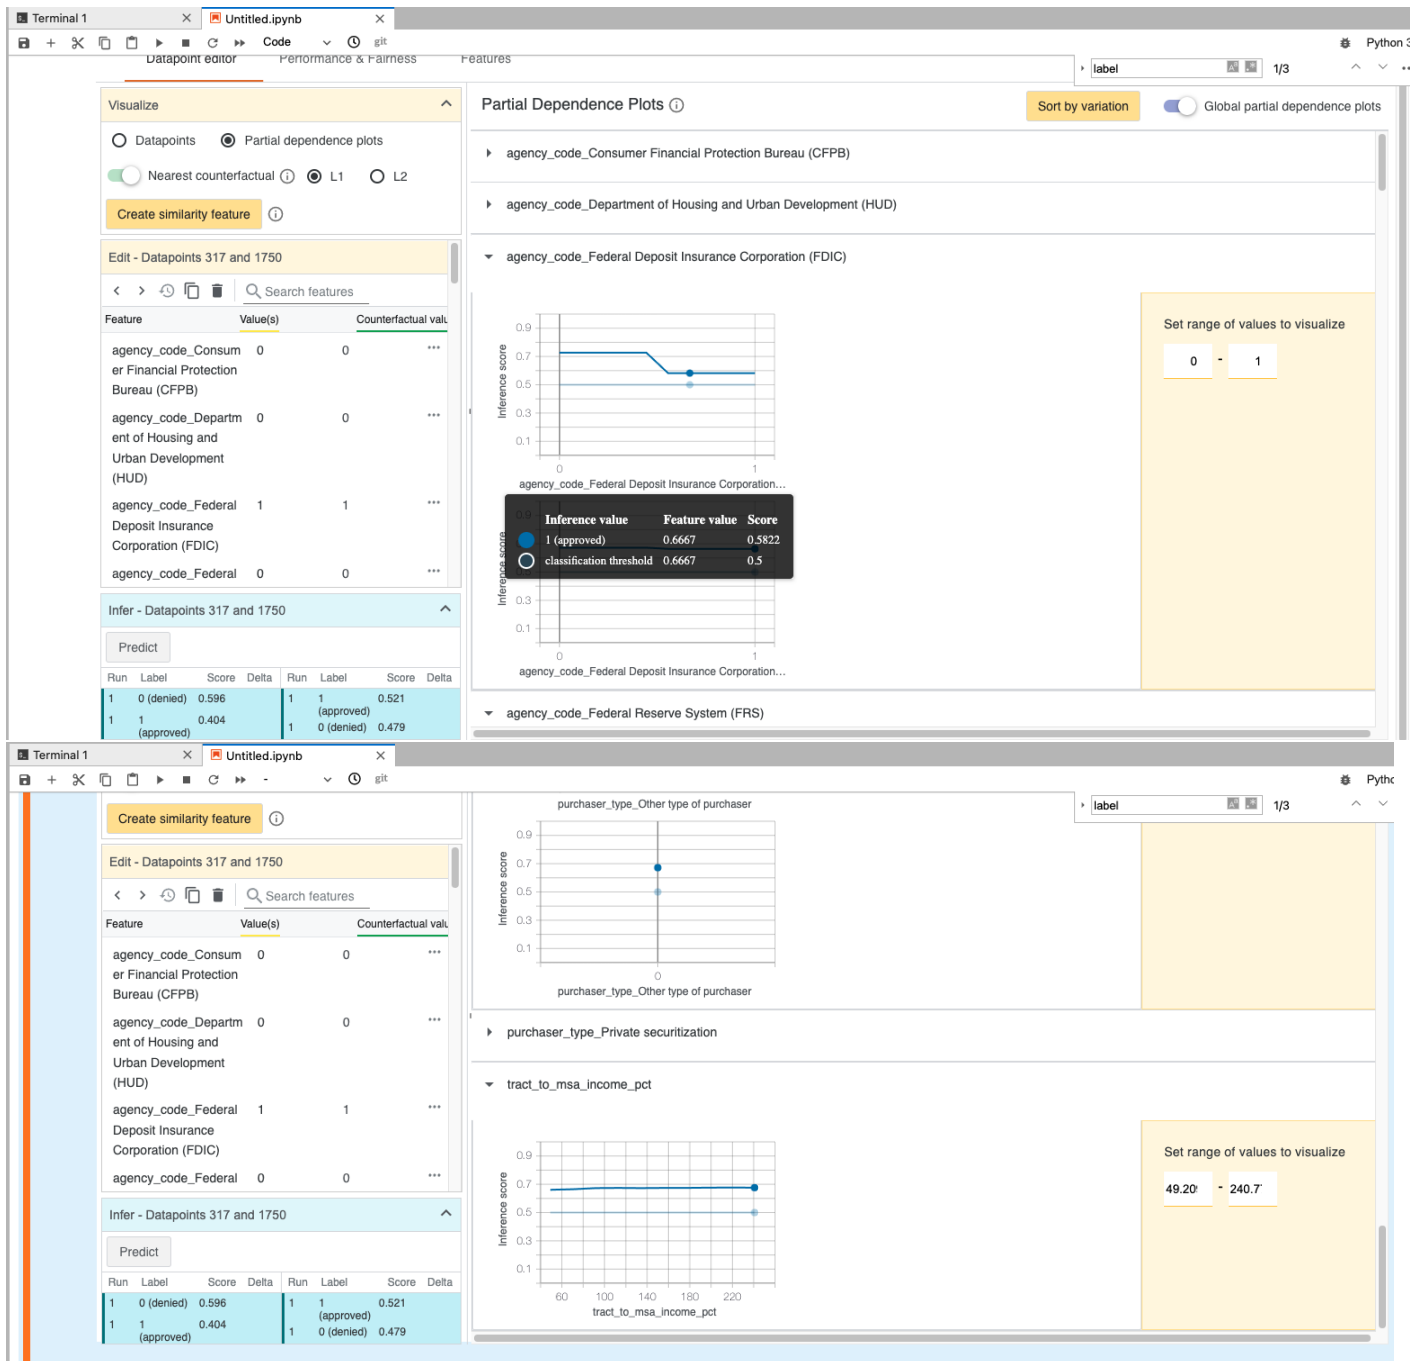 Terminal 1
Untitled.ipynb
Code
git
Python 3
Datapoint editor
Performance & Fairness
Features
label
1/3
Visualize
Datapoints
Partial dependence plots
Nearest counterfactual
L1
L2
Create similarity feature
Edit - Datapoints 317 and 1750
Search features
Feature Value(s) Counterfactual valu
agency_code_Consum 0 0
er Financial Protection
Bureau (CFPB)
agency_code_Departm 0 0
ent of Housing and
Urban Development
(HUD)
agency_code_Federal 1 1
Deposit Insurance
Corporation (FDIC)
agency_code_Federal 0 0
Infer - Datapoints 317 and 1750
Predict
Run Label Score Delta Run Label Score Delta
1 0 (denied) 0.596 1 1 0.521
(approved)
1 1 0.404 1 0 (denied) 0.479
(approved)
Partial Dependence Plots
Sort by variation
Global partial dependence plots
agency_code_Consumer Financial Protection Bureau (CFPB)
agency_code_Department of Housing and Urban Development (HUD)
agency_code_Federal Deposit Insurance Corporation (FDIC)
Set range of values to visualize
0 - 1
0.9
0.7
0.5
0.3
0.1
Inference score
0 1
agency_code_Federal Deposit Insurance Corporation...
Inference value Feature value Score
1 (approved) 0.6667 0.5822
classification threshold 0.6667 0.5
0.9
0.3
0.1
Inference score
0 1
agency_code_Federal Deposit Insurance Corporation...
agency_code_Federal Reserve System (FRS)
Terminal 1
Untitled.ipynb
-
git
Pytho
label
1/3
Create similarity feature
Edit - Datapoints 317 and 1750
Search features
Feature Value(s) Counterfactual valu
agency_code_Consum 0 0
er Financial Protection
Bureau (CFPB)
agency_code_Departm 0 0
ent of Housing and
Urban Development
(HUD)
agency_code_Federal 1 1
Deposit Insurance
Corporation (FDIC)
agency_code_Federal 0 0
Infer - Datapoints 317 and 1750
Predict
Run Label Score Delta Run Label Score Delta
1 0 (denied) 0.596 1 1 0.521
(approved)
1 1 0.404 1 0 (denied) 0.479
(approved)
purchaser_type_Other type of purchaser
0.9
0.7
0.5
0.3
0.1
Inference score
0
purchaser_type_Other type of purchaser
purchaser_type_Private securitization
tract_to_msa_income_pct
Set range of values to visualize
49.20 - 240.7
0.9
0.7
0.5
0.3
0.1
Inference score
60 100 140 180 220
tract_to_msa_income_pct